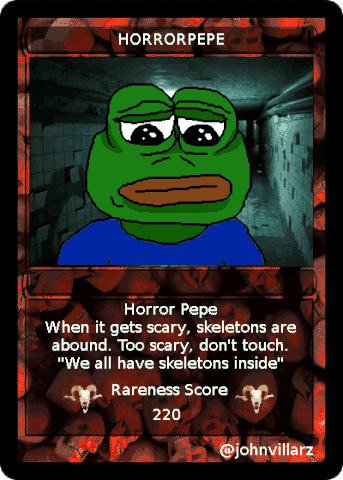 HORRORPEPE
Horror Pepe
When it gets scary, skeletons are
abound. Too scary, don't touch.
"We all have skeletons inside"
Rareness Score
220
@johnvillarz